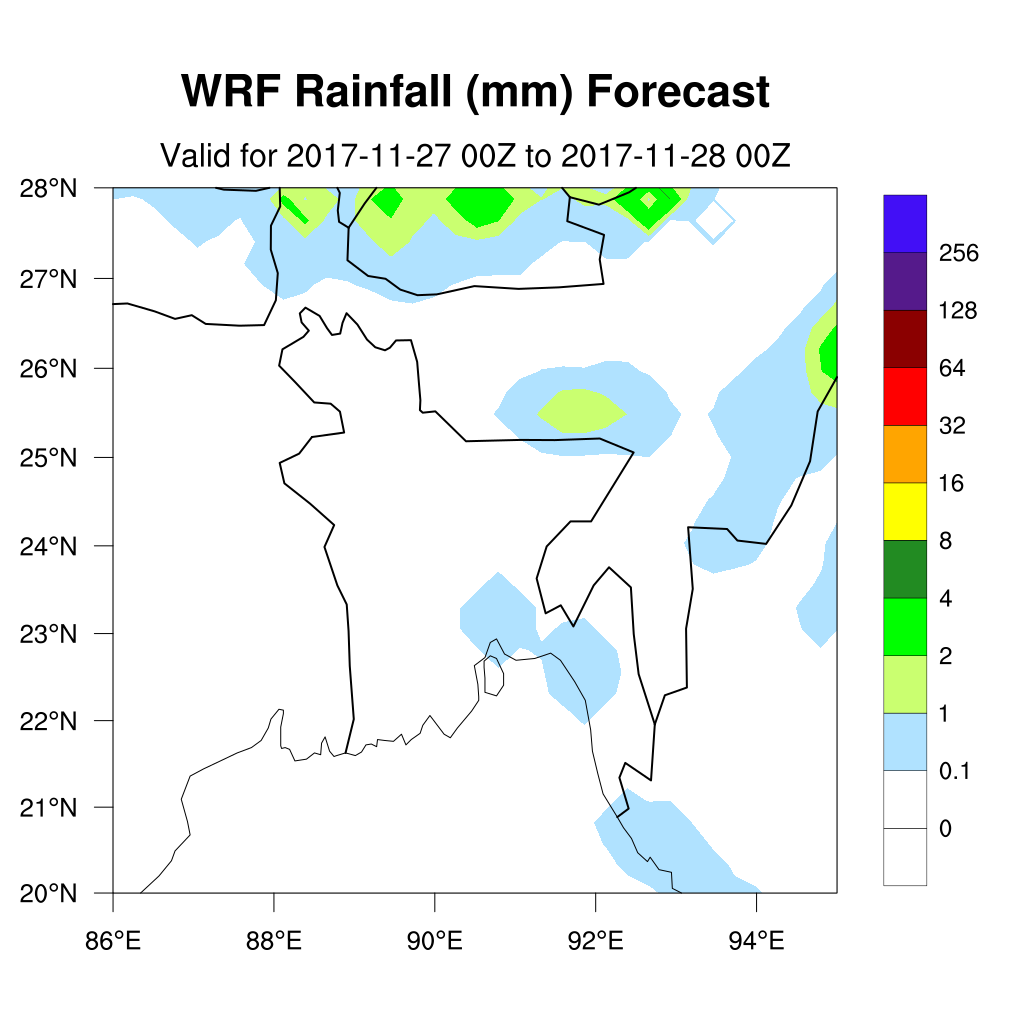 WRF Rainfall (mm) Forecast
Valid for 2017-11-27 00Z to 2017-11-28 00Z
28°N
27°N
26°N
25°N
24°N
23°N
22°N
21°N
20°N
86°E 88°E 90°E 92°E 94°E
256
128
64
32
16
8
4
2
1
0.1
0